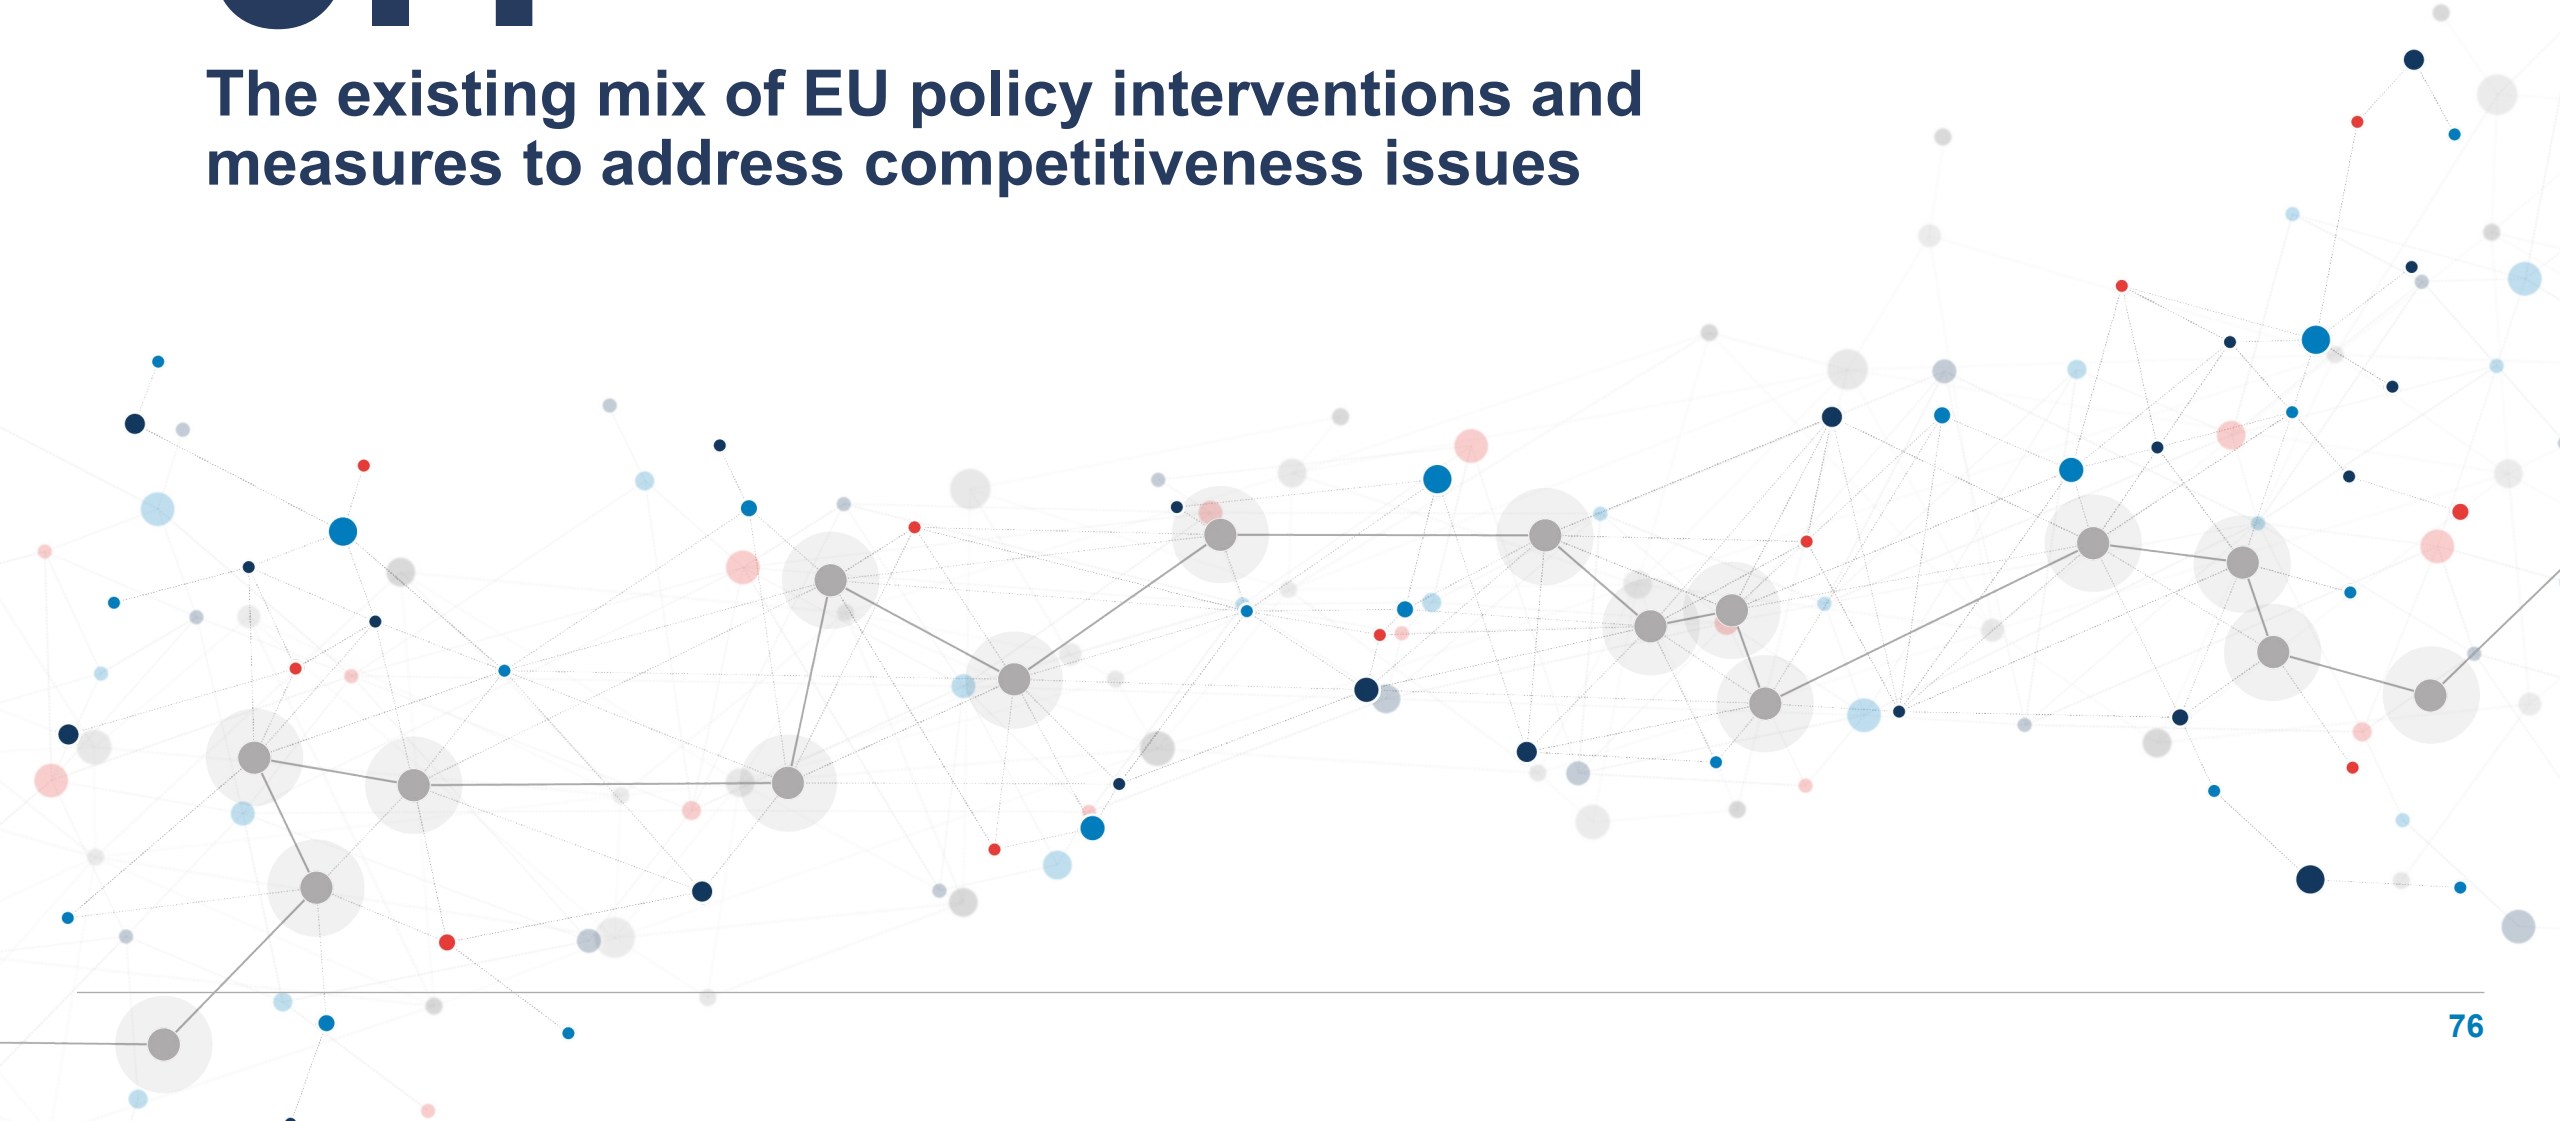 The existing mix of EU policy interventions and
measures to address competitiveness issues
76